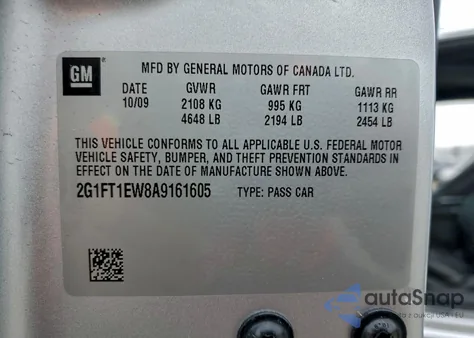 GM
MFD BY GENERAL MOTORS OF CANADA LTD.
DATE GVWR GAWR FRT GAWR RR
10/09 2108 KG 995 KG 1113 KG
4648 LB 2194 LB 2454 LB
THIS VEHICLE CONFORMS TO ALL APPLICABLE U.S. FEDERAL MOTOR
VEHICLE SAFETY, BUMPER, AND THEFT PREVENTION STANDARDS IN
EFFECT ON THE DATE OF MANUFACTURE SHOWN ABOVE.
2G1FT1EW8A9161605 TYPE: PASS CAR
autoSnap